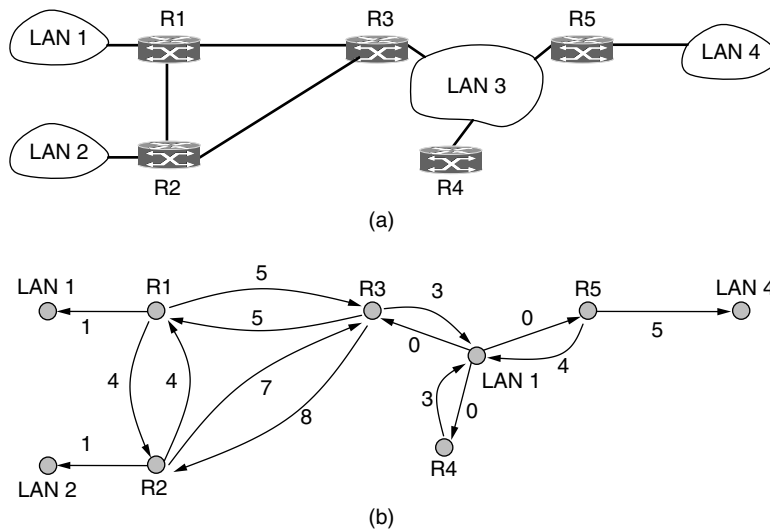 R1 R3 R5
LAN 1 LAN 3 LAN 4
LAN 2
R2 R4
(a)
LAN 1 R1 5 R3 3 R5 LAN 4
1 5 0 0 5
4 4 7 8 3 0 4 LAN 1
1
LAN 2 R2 R4
(b)